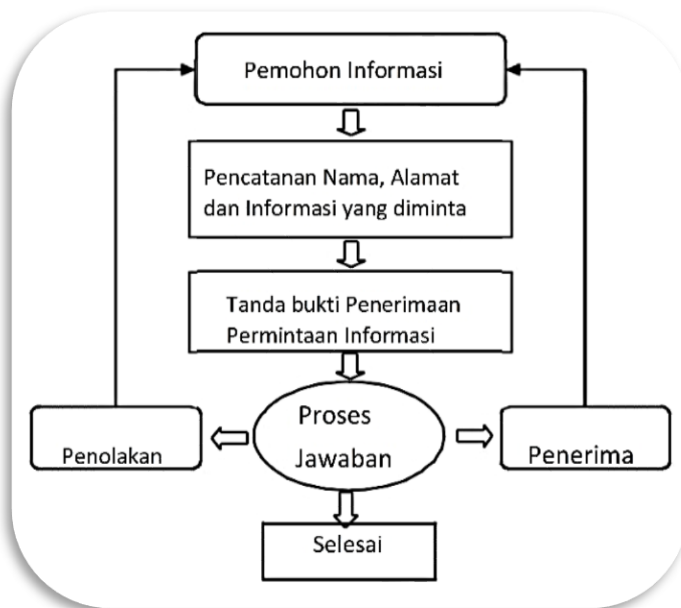 Pemohon Informasi
Pencatanan Nama, Alamat
dan Informasi yang diminta
Tanda bukti Penerimaan
Permintaan Informasi
Proses
Jawaban
Penolakan
Penerima
Selesai